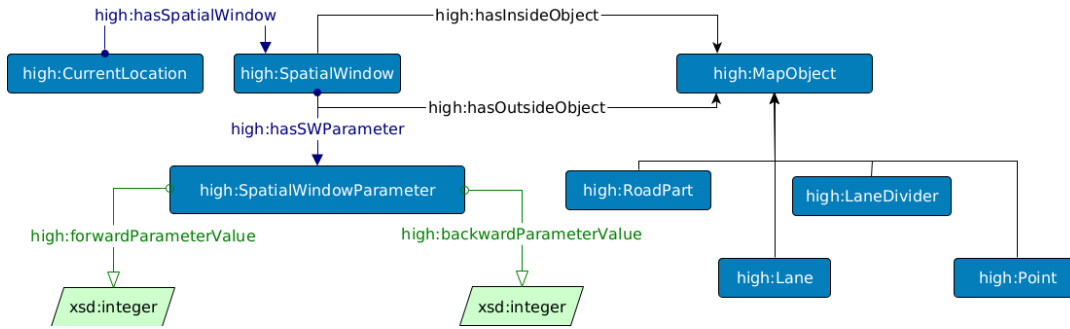 high:hasSpatialWindow
high:hasInsideObject
high:CurrentLocation
high:SpatialWindow
high:MapObject
high:hasOutsideObject
high:hasSWParameter
high:SpatialWindowParameter
high:RoadPart
high:LaneDivider
high:forwardParameterValue
high:backwardParameterValue
high:Lane
high:Point
xsd:integer
xsd:integer